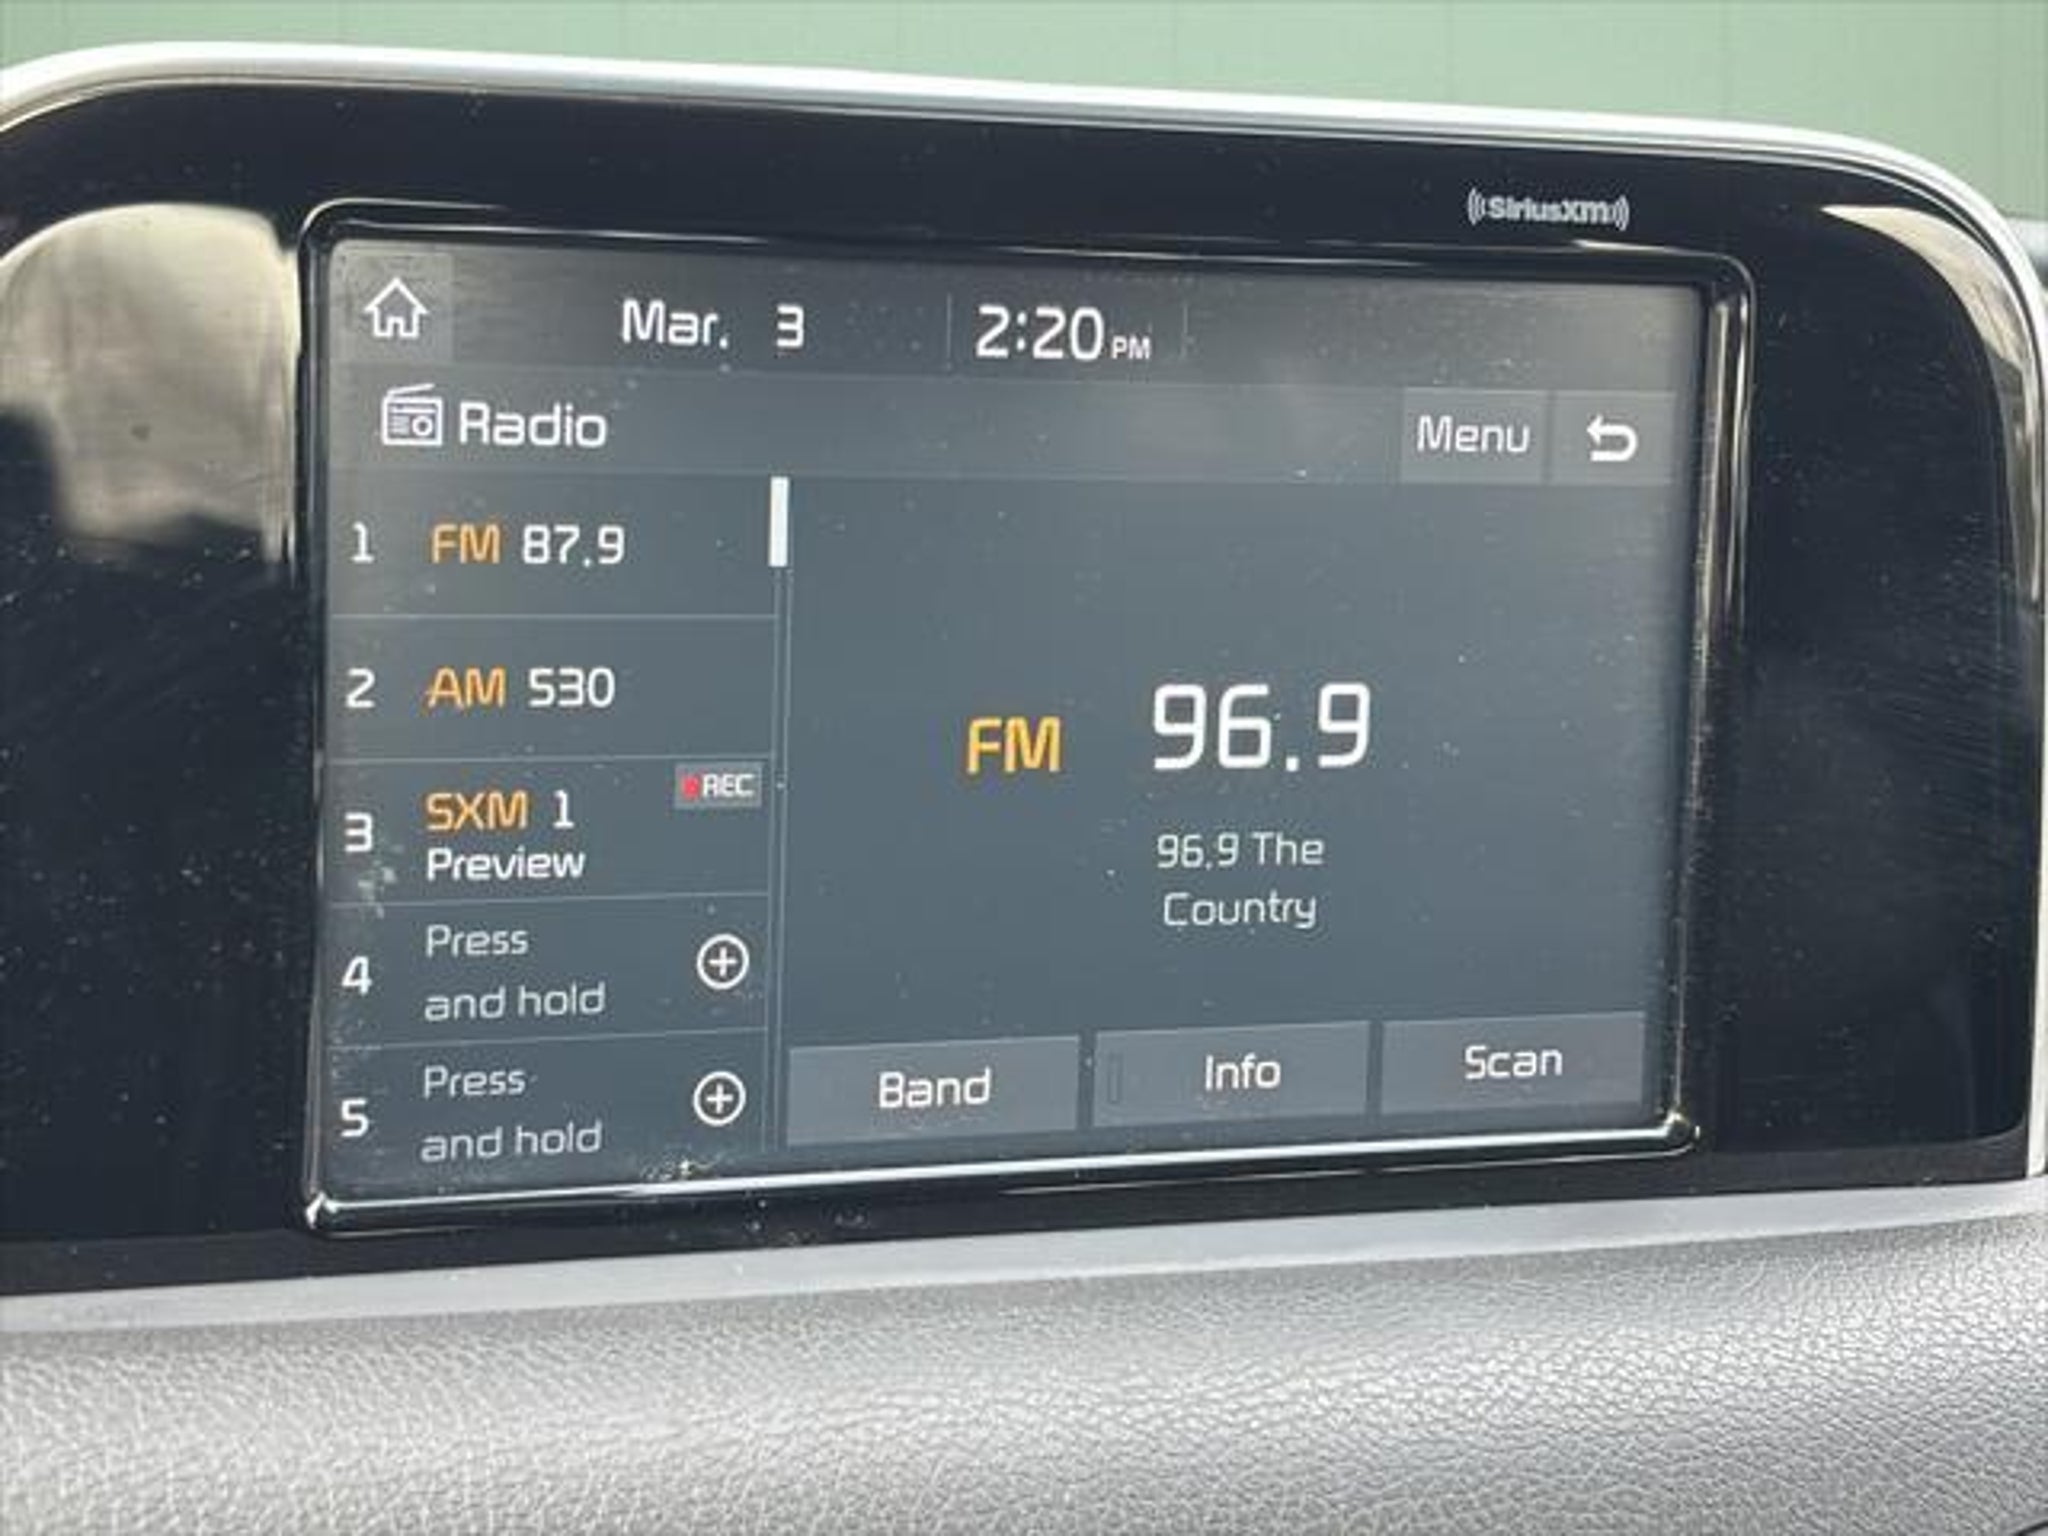 ((SiriusXM))
Mar. 3 2:20 PM
Radio
Menu
1 FM 87.9
2 AM 530
3 SXM 1 REC
Preview
4 Press
and hold
5 Press
and hold
FM 96.9
96.9 The
Country
Band Info Scan